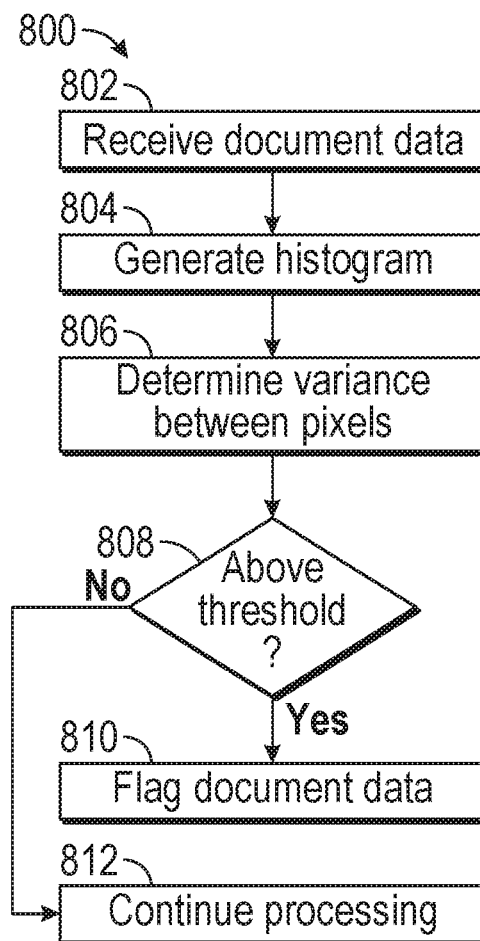 800
802
Receive document data
804
Generate histogram
806
Determine variance
between pixels
808
Above
threshold
?
No
Yes
810
Flag document data
812
Continue processing